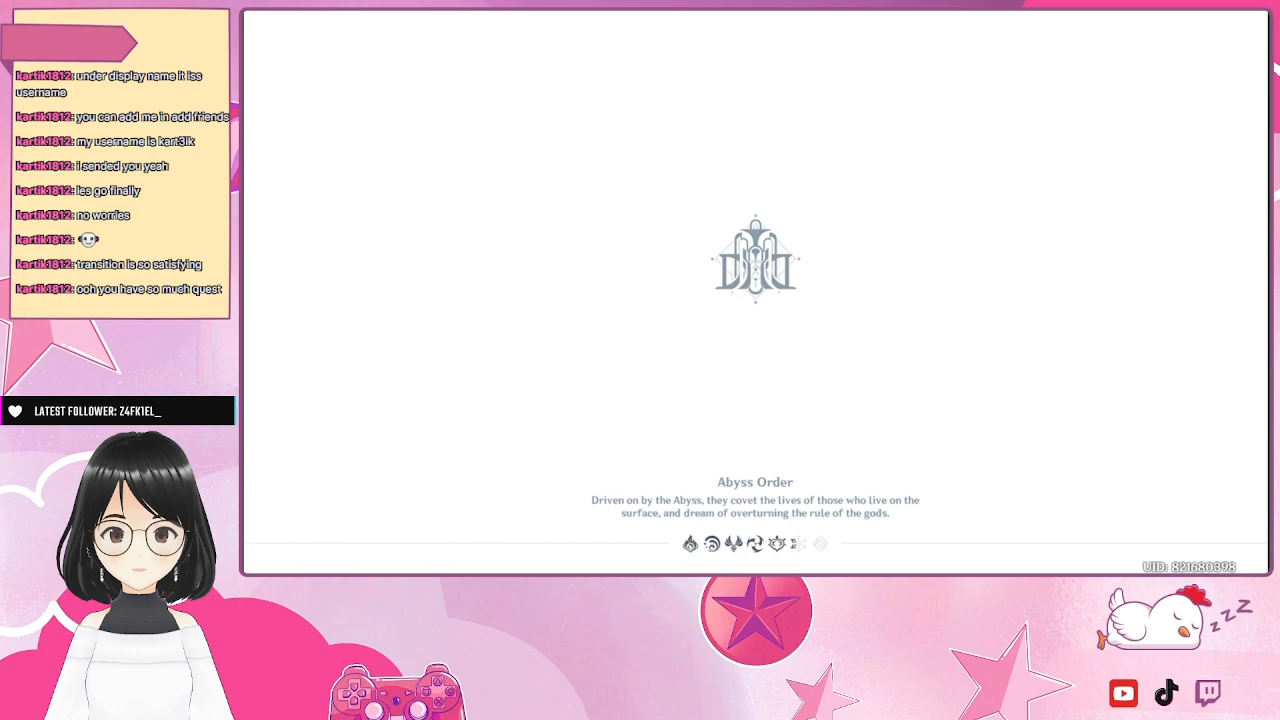 kartik1812: under display name it iss
username
kartik1812: you can add me in add friends
kartik1812: my username is kart3ik
kartik1812: i sended you yeah
kartik1812: les go finally
kartik1812: no worries
kartik1812:
kartik1812: transition is so satisfying
kartik1812: ooh you have so much quest
LATEST FOLLOWER: Z4FK1EL_
Abyss Order
Driven on by the Abyss, they covet the lives of those who live on the
surface, and dream of overturning the rule of the gods.
UID: 821680398
z z Z